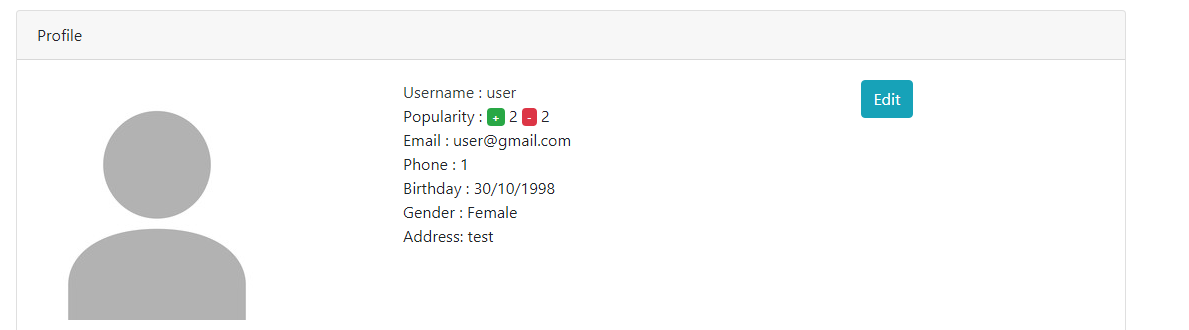 Profile
Username : user
Popularity : + 2 - 2
Email : user@gmail.com
Phone : 1
Birthday : 30/10/1998
Gender : Female
Address: test
Edit